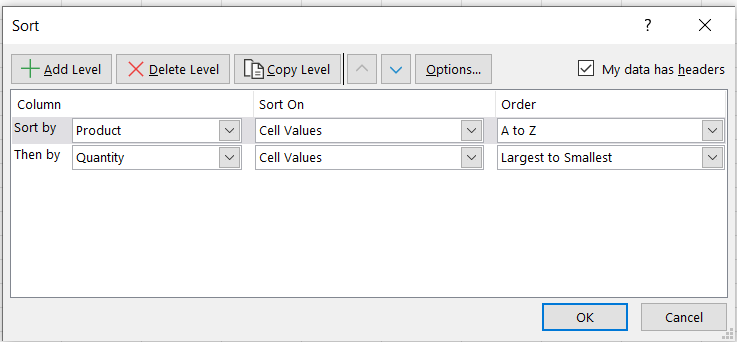 Sort ?
Add Level Delete Level Copy Level Options... My data has headers
Column Sort On Order
Sort by Product Cell Values A to Z
Then by Quantity Cell Values Largest to Smallest
OK Cancel